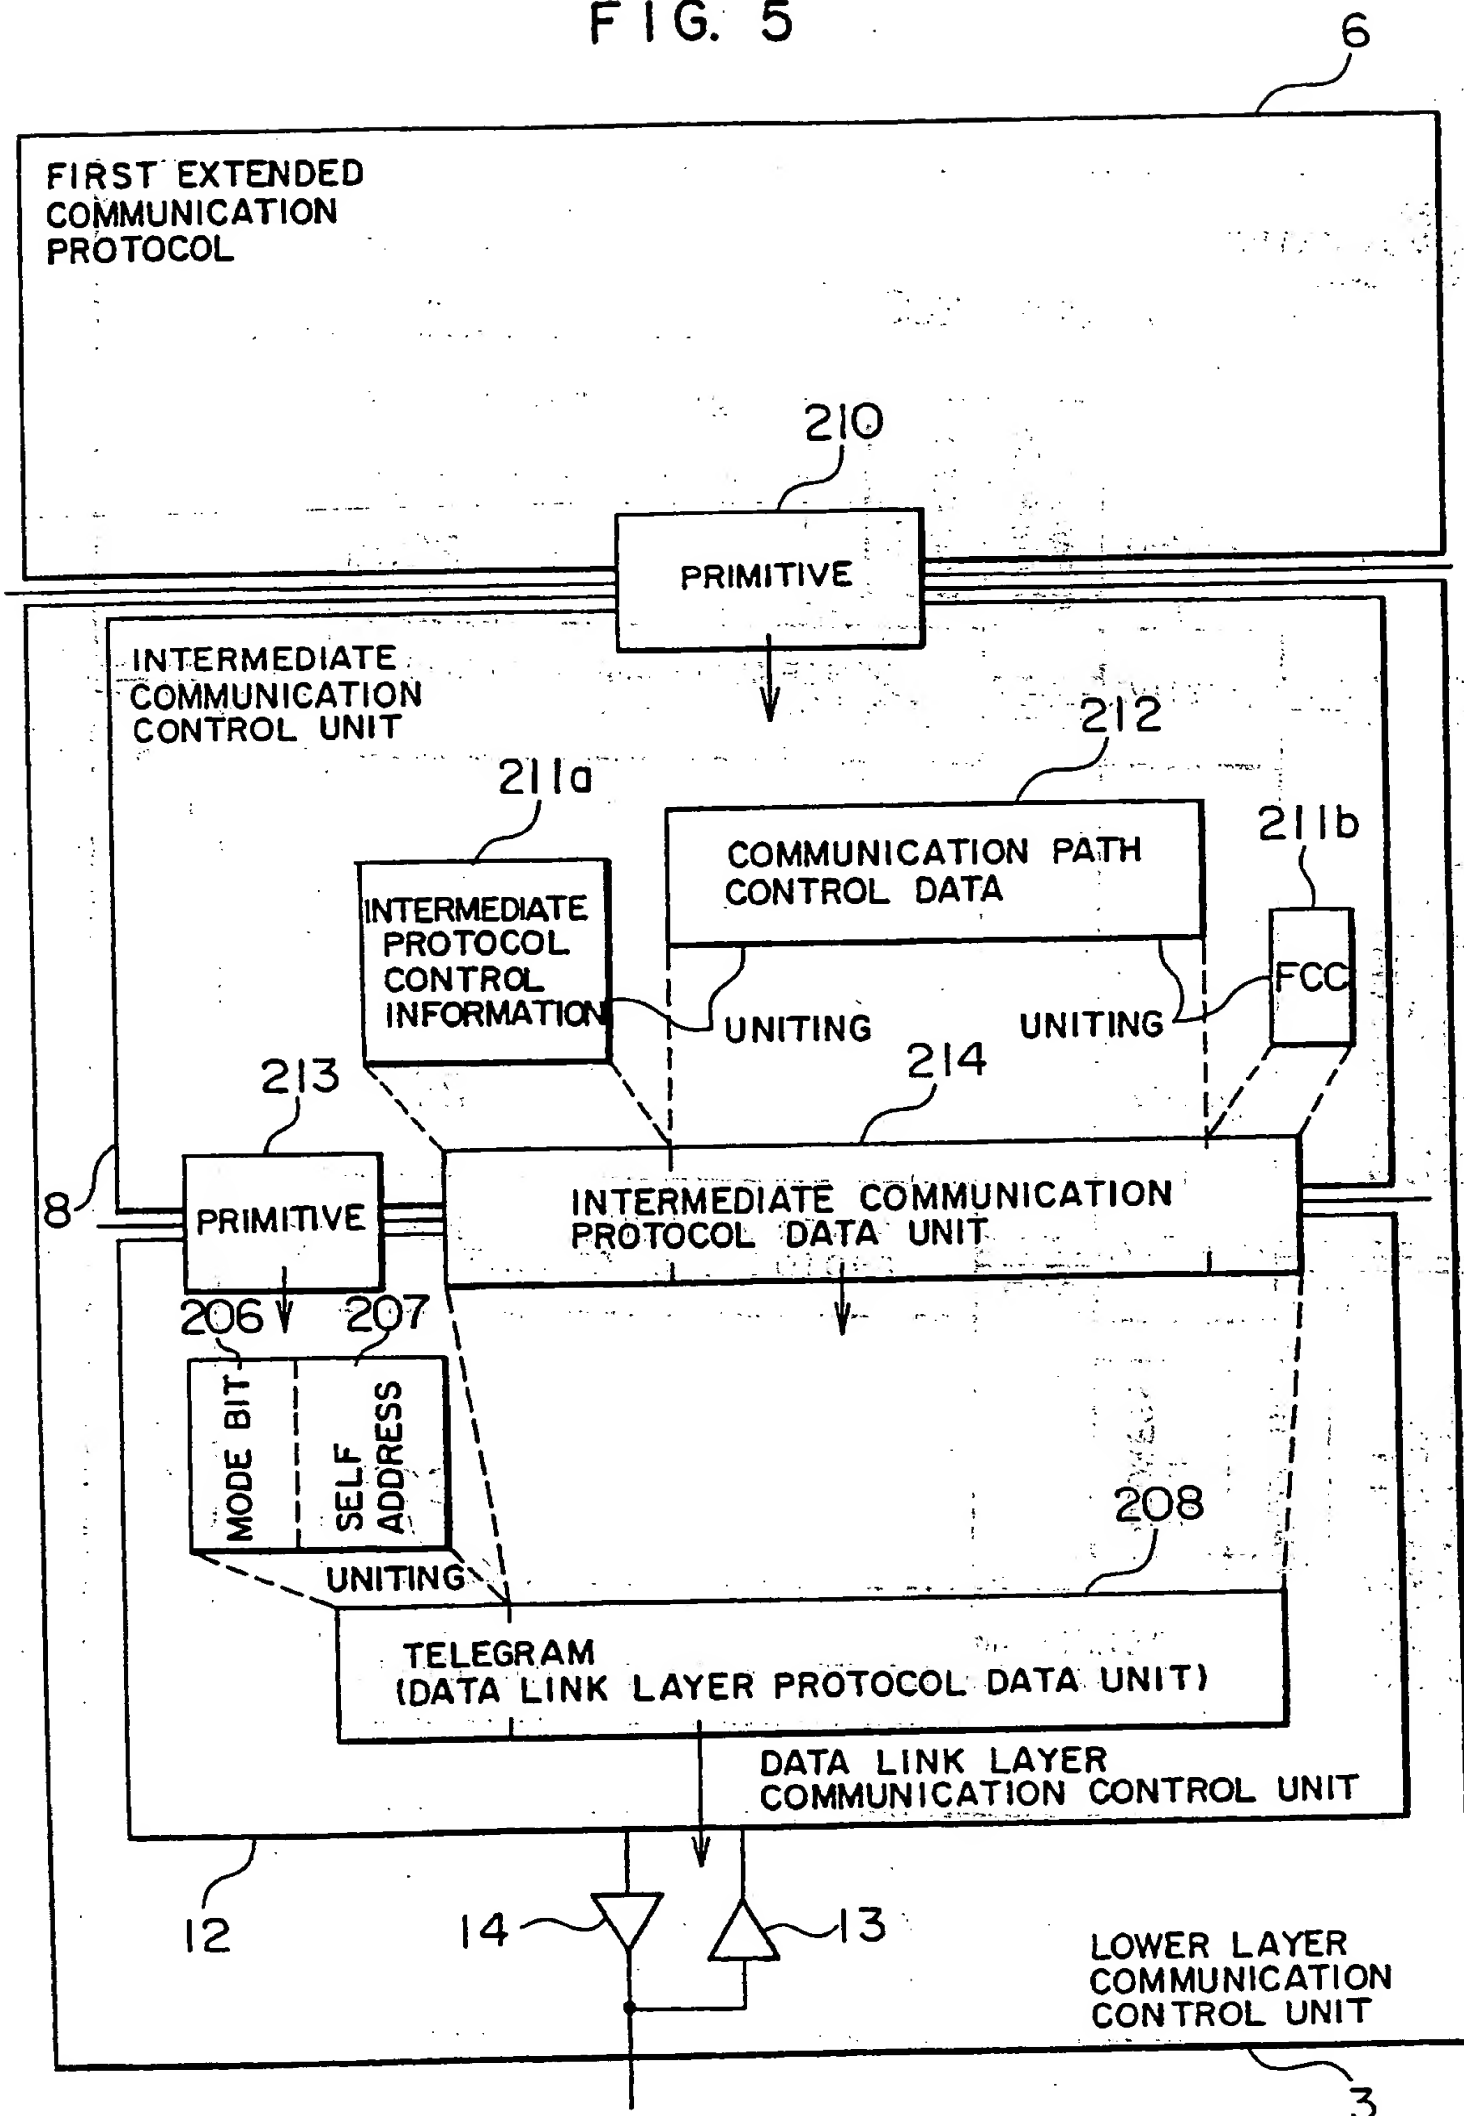 FIG. 5
6
FIRST EXTENDED
COMMUNICATION
PROTOCOL
210
PRIMITIVE
INTERMEDIATE
COMMUNICATION
CONTROL UNIT
212
211a
211b
COMMUNICATION PATH
CONTROL DATA
INTERMEDIATE
PROTOCOL
CONTROL
INFORMATION
FCC
UNITING
UNITING
214
213
8
PRIMITIVE
INTERMEDIATE COMMUNICATION
PROTOCOL DATA UNIT
206
207
MODE BIT
SELF
ADDRESS
208
UNITING
TELEGRAM
(DATA LINK LAYER PROTOCOL DATA UNIT)
DATA LINK LAYER
COMMUNICATION CONTROL UNIT
12
14
13
LOWER LAYER
COMMUNICATION
CONTROL UNIT
3